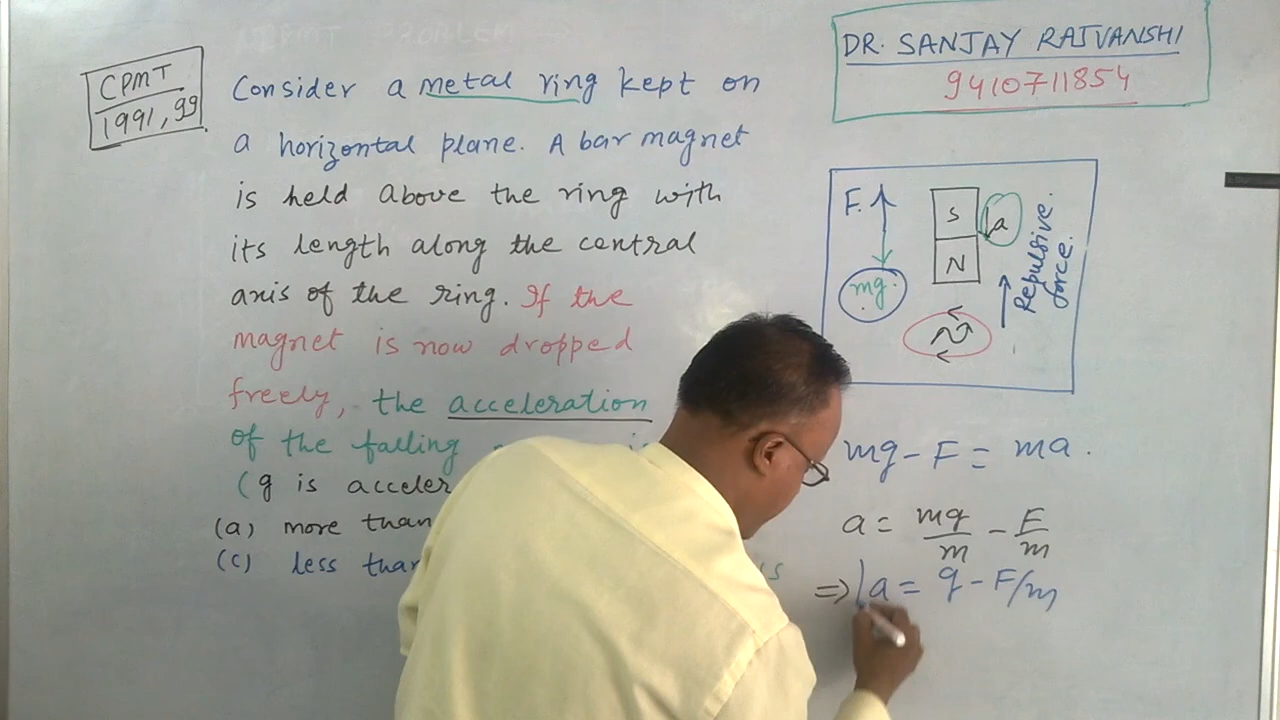 CPMT
1991, 99
Consider a metal ring kept on
a horizontal plane. A bar magnet
is held above the ring with
its length along the central
axis of the ring. If the
magnet is now dropped
freely, the acceleration
of the falling
(g is acceler
(a) more than
(c) less than
DR. SANJAY RAJVANSHI
9410711854
F.
mg.
S
N
a
N
Repulsive.
force.
mg - F = ma.
a = mg/m - F/m
⇒ a = g - F/m